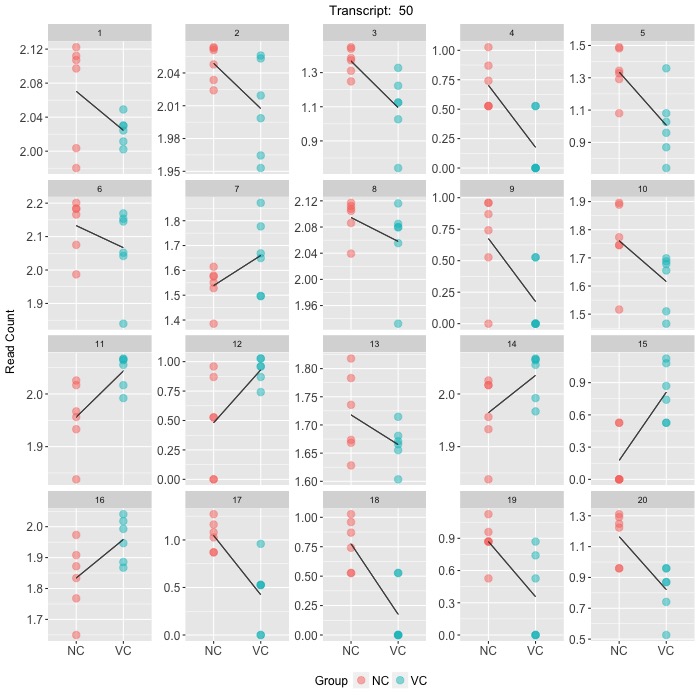 Transcript: 50
1 2 3 4 5
2.12 2.08 2.04 2.00
2.04 2.01 1.98 1.95
1.3 1.1 0.9
1.00 0.75 0.50 0.25 0.00
1.5 1.3 1.1 0.9
6 7 8 9 10
2.2 2.1 2.0 1.9
1.8 1.7 1.6 1.5 1.4
2.12 2.08 2.04 2.00 1.96
1.00 0.75 0.50 0.25 0.00
1.9 1.8 1.7 1.6 1.5
Read Count
11 12 13 14 15
2.0 1.9
1.00 0.75 0.50 0.25 0.00
1.80 1.75 1.70 1.65 1.60
2.0 1.9
0.9 0.6 0.3 0.0
16 17 18 19 20
2.0 1.9 1.8 1.7
1.0 0.5 0.0
1.00 0.75 0.50 0.25 0.00
0.9 0.6 0.3 0.0
1.3 1.1 0.9 0.7 0.5
NC VC NC VC NC VC NC VC NC VC
Group NC VC